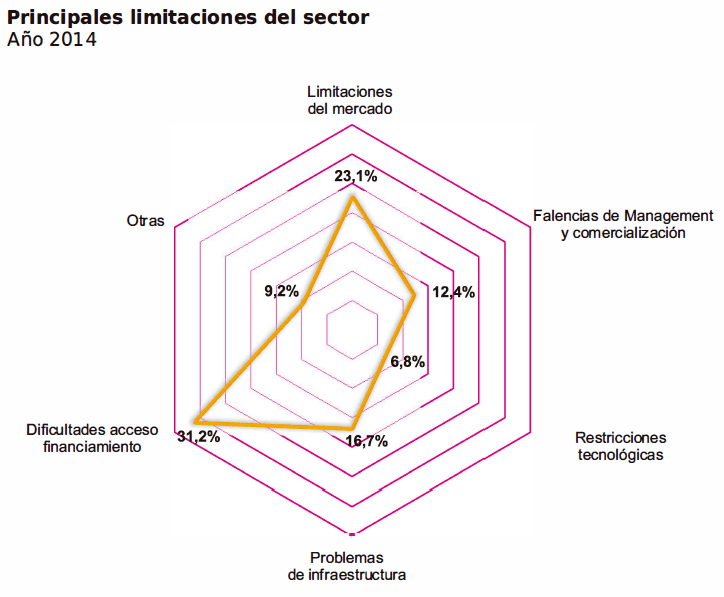 Principales limitaciones del sector
Año 2014
Limitaciones
del mercado
23,1%
Otras
Falencias de Management
y comercialización
9,2%
12,4%
6,8%
Dificultades acceso
financiamiento
31,2%
16,7%
Restricciones
tecnológicas
Problemas
de infraestructura